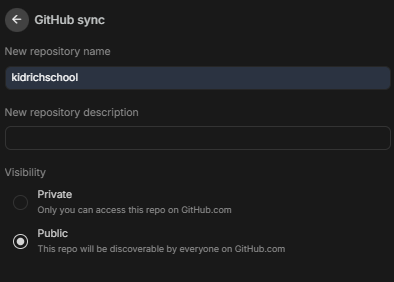 GitHub sync
New repository name
kidrichschool
New repository description
Visibility
Private
Only you can access this repo on GitHub.com
Public
This repo will be discoverable by everyone on GitHub.com